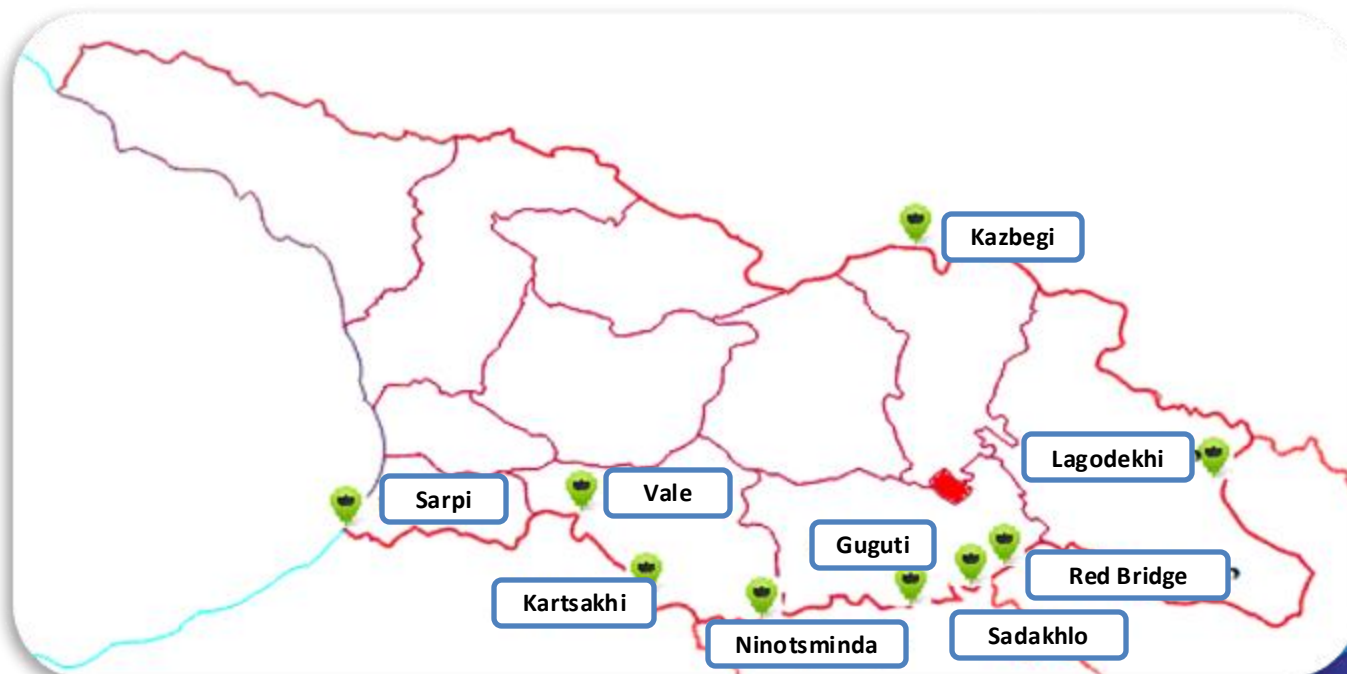 Kazbegi
Lagodekhi
Sarpi
Vale
Guguti
Red Bridge
Kartsakhi
Ninotsminda
Sadakhlo